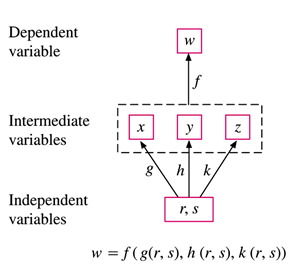 Dependent
variable
w
f
Intermediate
variables
x y z
g h k
Independent
variables
r, s
w = f( g(r, s), h (r, s), k (r, s))